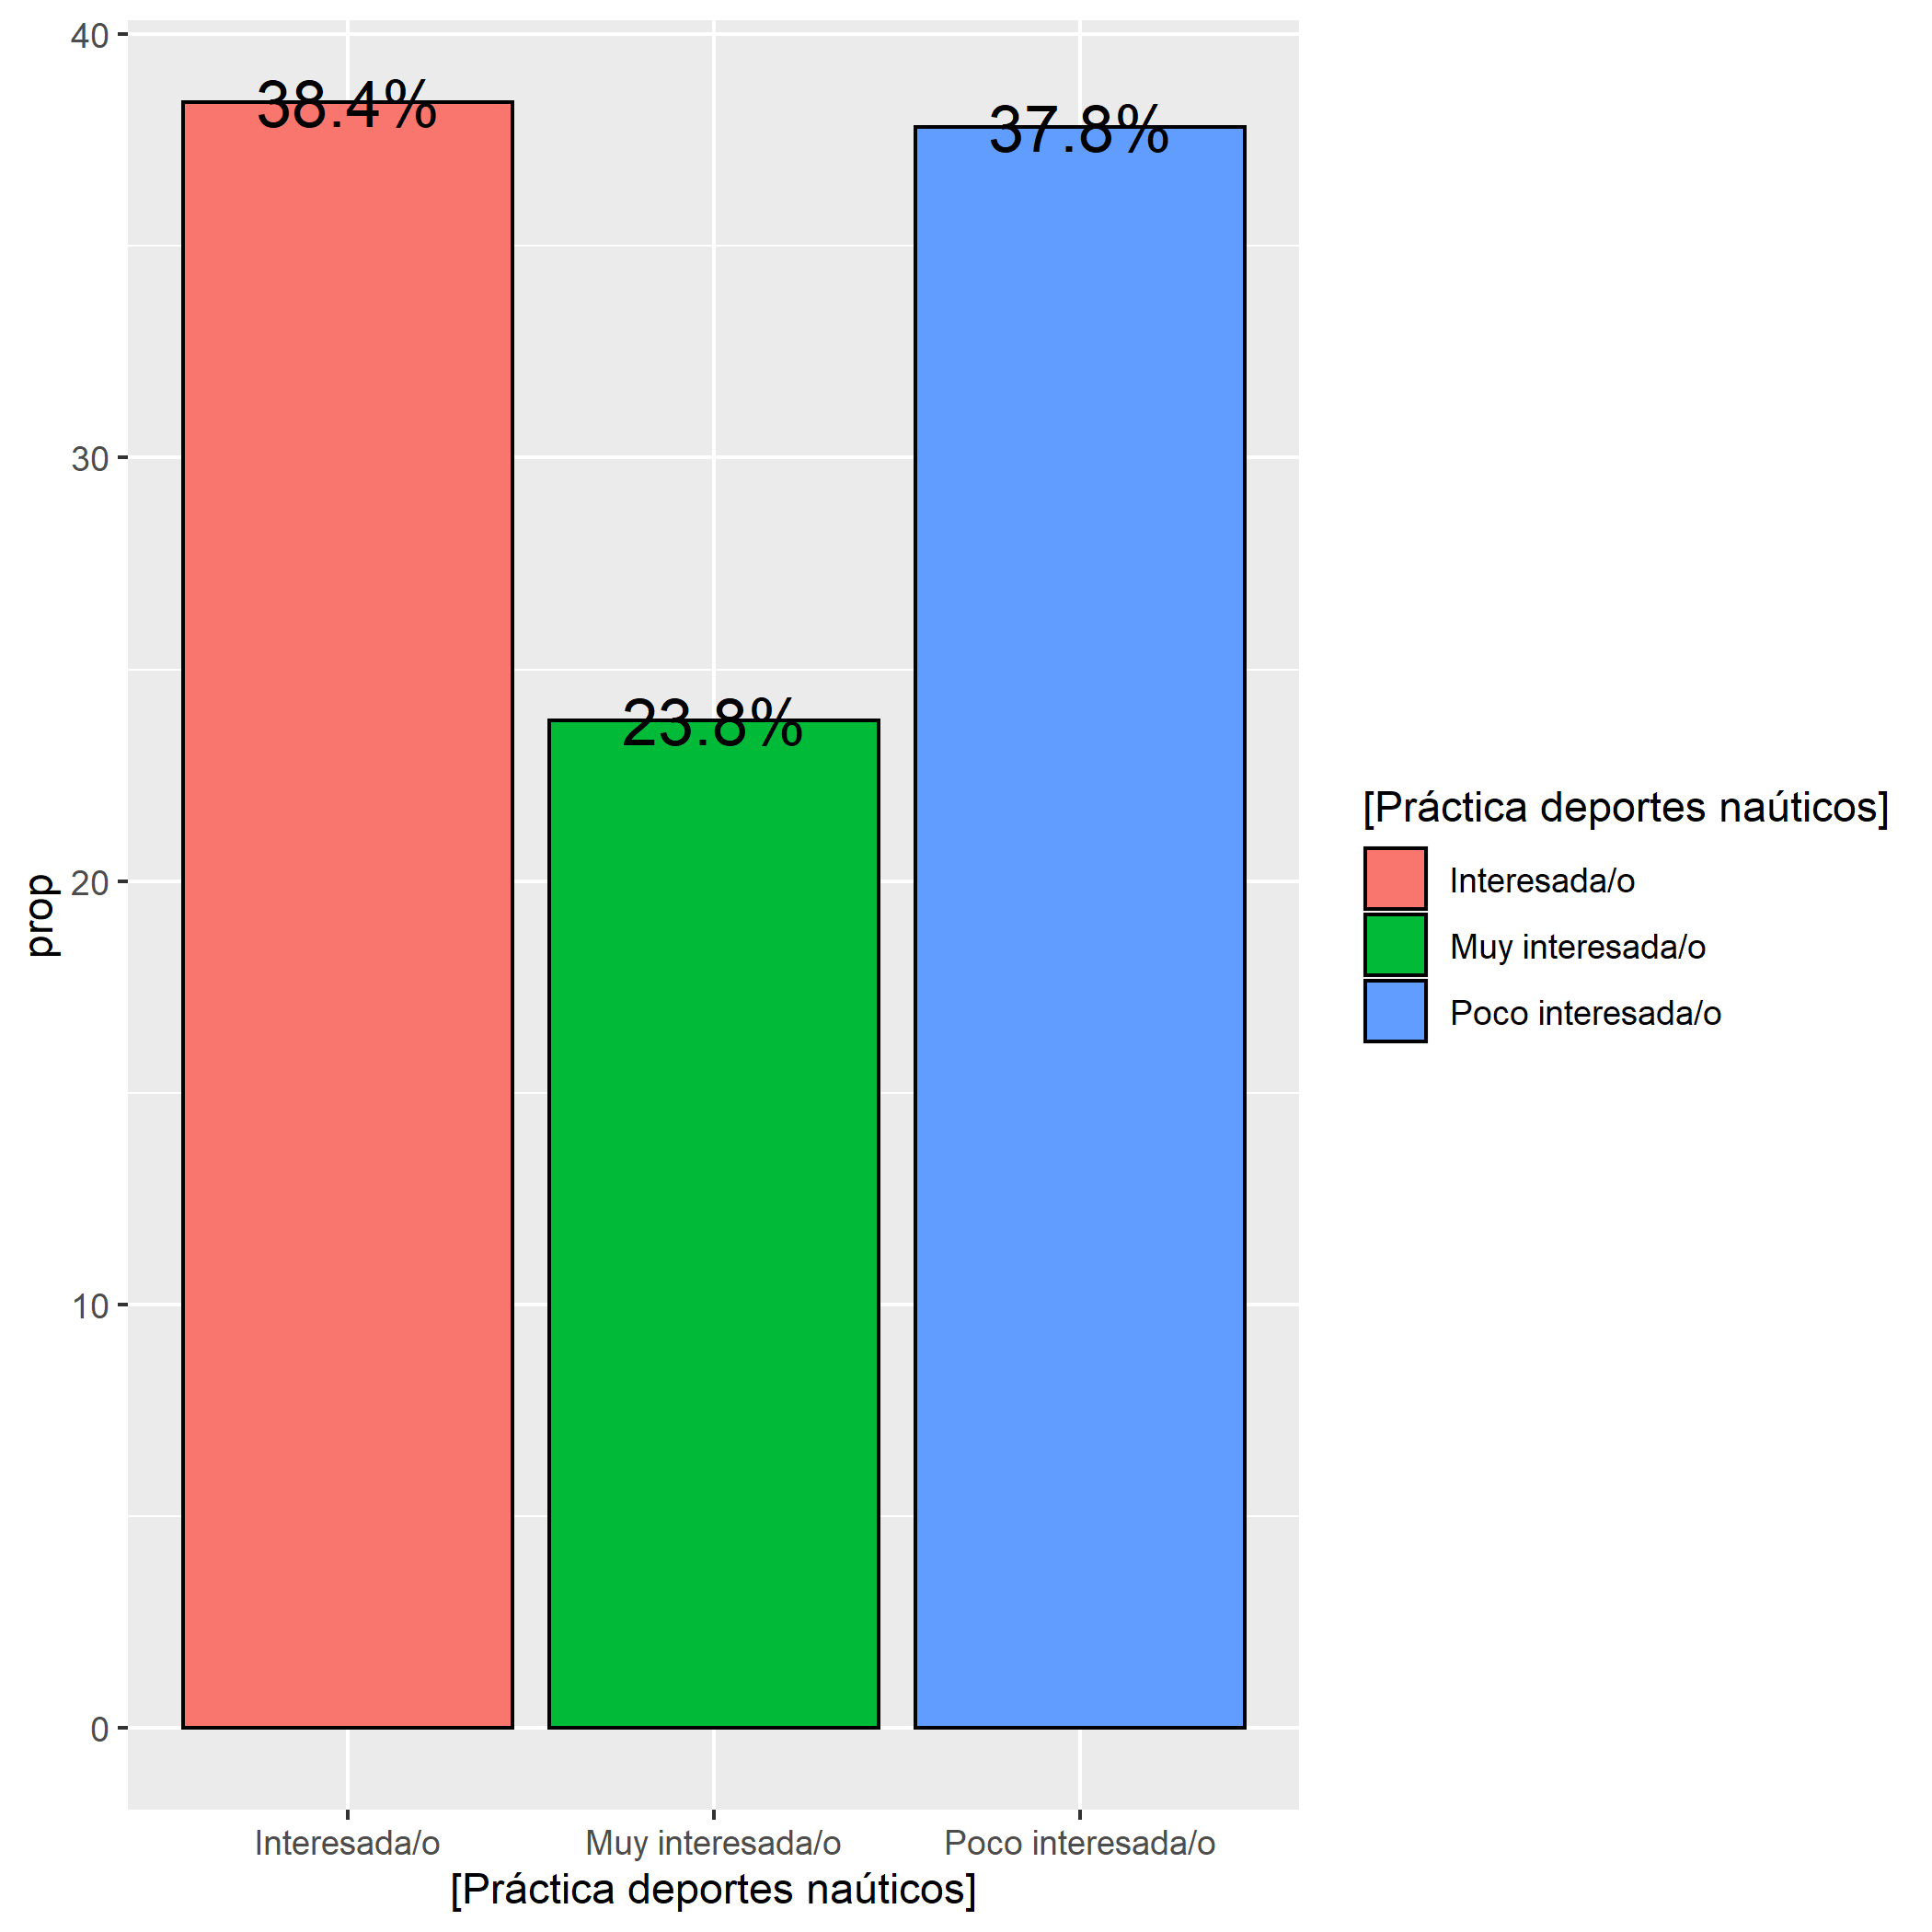 40
30
20
10
0
prop
38.4%
23.8%
37.8%
Interesada/o
Muy interesada/o
Poco interesada/o
[Práctica deportes naúticos]
[Práctica deportes naúticos]
Interesada/o
Muy interesada/o
Poco interesada/o